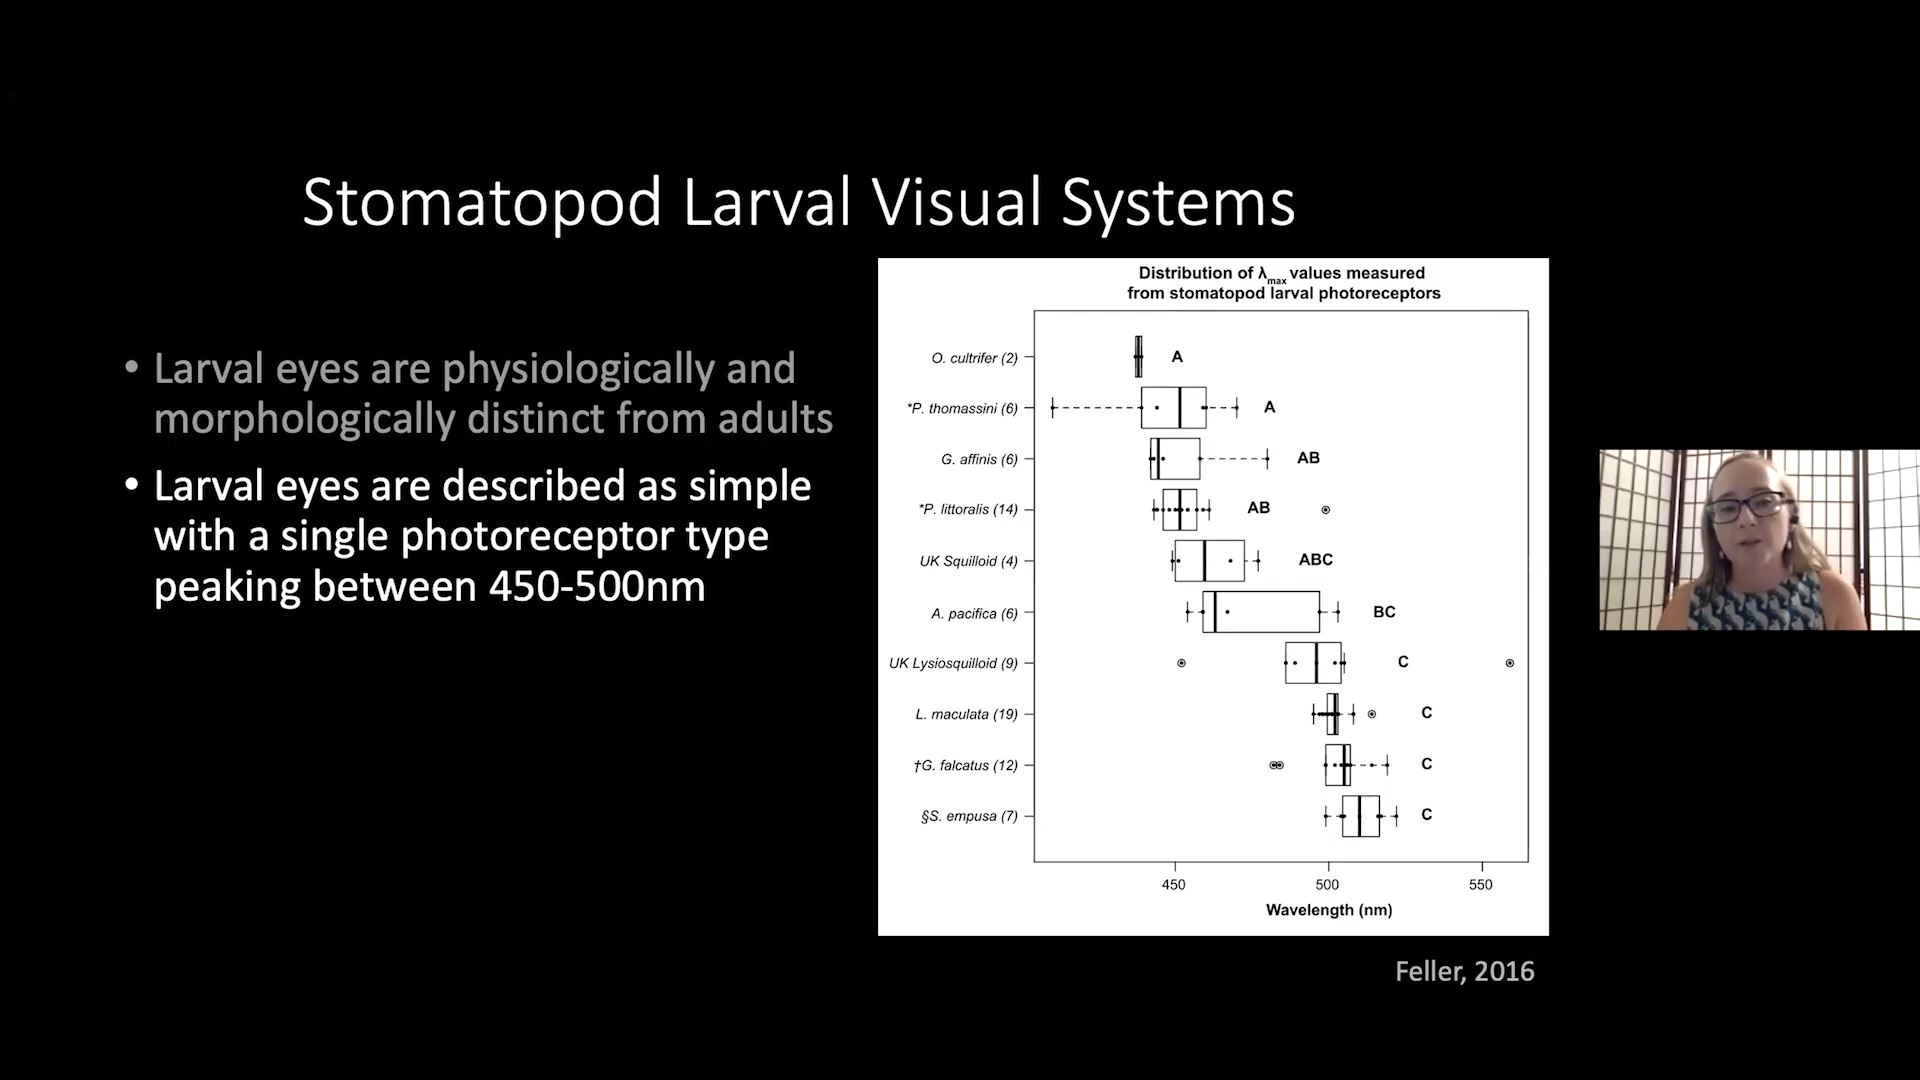 Stomatopod Larval Visual Systems
• Larval eyes are physiologically and
morphologically distinct from adults
• Larval eyes are described as simple
with a single photoreceptor type
peaking between 450-500nm
Distribution of λmax values measured
from stomatopod larval photoreceptors
O. cultrifer (2) A
*P. thomassini (6) A
G. affinis (6) AB
*P. littoralis (14) AB
UK Squilloid (4) ABC
A. pacifica (6) BC
UK Lysiosquilloid (9) C
L. maculata (19) C
†G. falcatus (12) C
§S. empusa (7) C
450 500 550
Wavelength (nm)
Feller, 2016